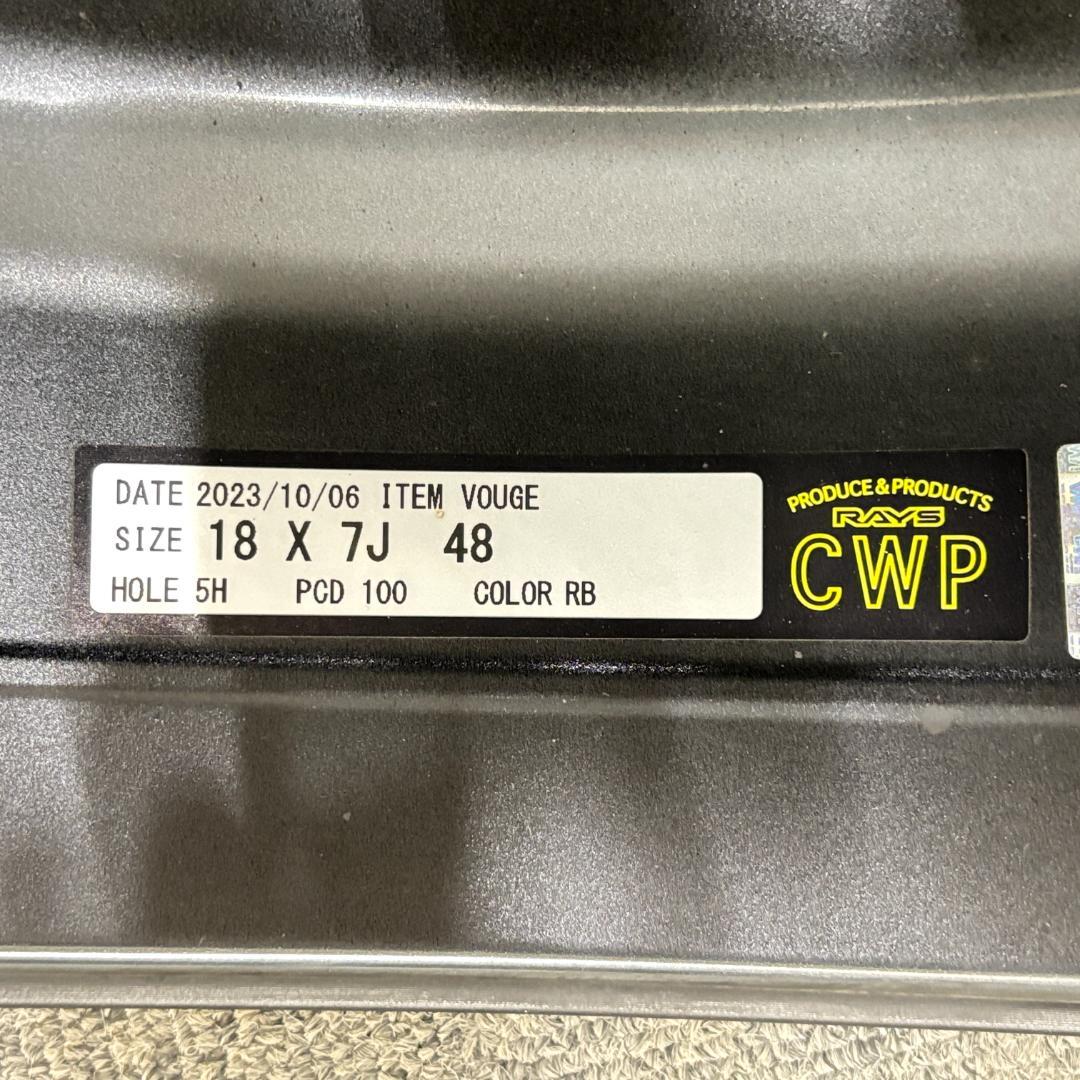 DATE 2023/10/06 ITEM VOUGE
SIZE 18 X 7J 48
HOLE 5H PCD 100 COLOR RB
PRODUCE & PRODUCTS
RAYS
CWP